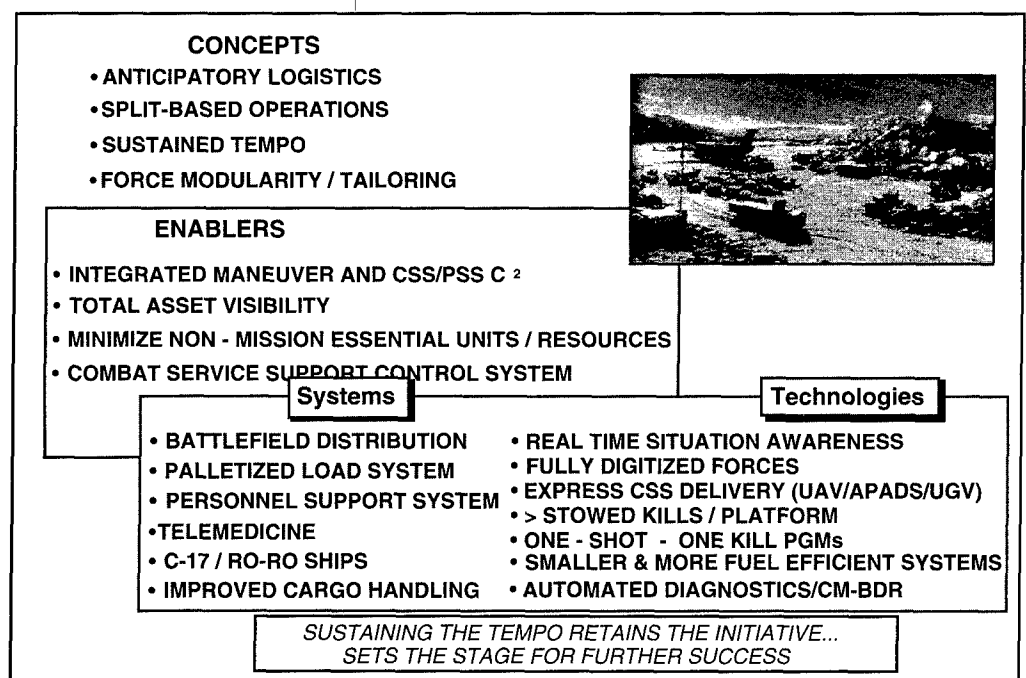 CONCEPTS
• ANTICIPATORY LOGISTICS
• SPLIT-BASED OPERATIONS
• SUSTAINED TEMPO
• FORCE MODULARITY / TAILORING
ENABLERS
• INTEGRATED MANEUVER AND CSS/PSS C ²
• TOTAL ASSET VISIBILITY
• MINIMIZE NON - MISSION ESSENTIAL UNITS / RESOURCES
• COMBAT SERVICE SUPPORT CONTROL SYSTEM
Systems
• BATTLEFIELD DISTRIBUTION
• PALLETIZED LOAD SYSTEM
• PERSONNEL SUPPORT SYSTEM
• TELEMEDICINE
• C-17 / RO-RO SHIPS
• IMPROVED CARGO HANDLING
Technologies
• REAL TIME SITUATION AWARENESS
• FULLY DIGITIZED FORCES
• EXPRESS CSS DELIVERY (UAV/APADS/UGV)
• > STOWED KILLS / PLATFORM
• ONE - SHOT - ONE KILL PGMs
• SMALLER & MORE FUEL EFFICIENT SYSTEMS
• AUTOMATED DIAGNOSTICS/CM-BDR
SUSTAINING THE TEMPO RETAINS THE INITIATIVE...
SETS THE STAGE FOR FURTHER SUCCESS